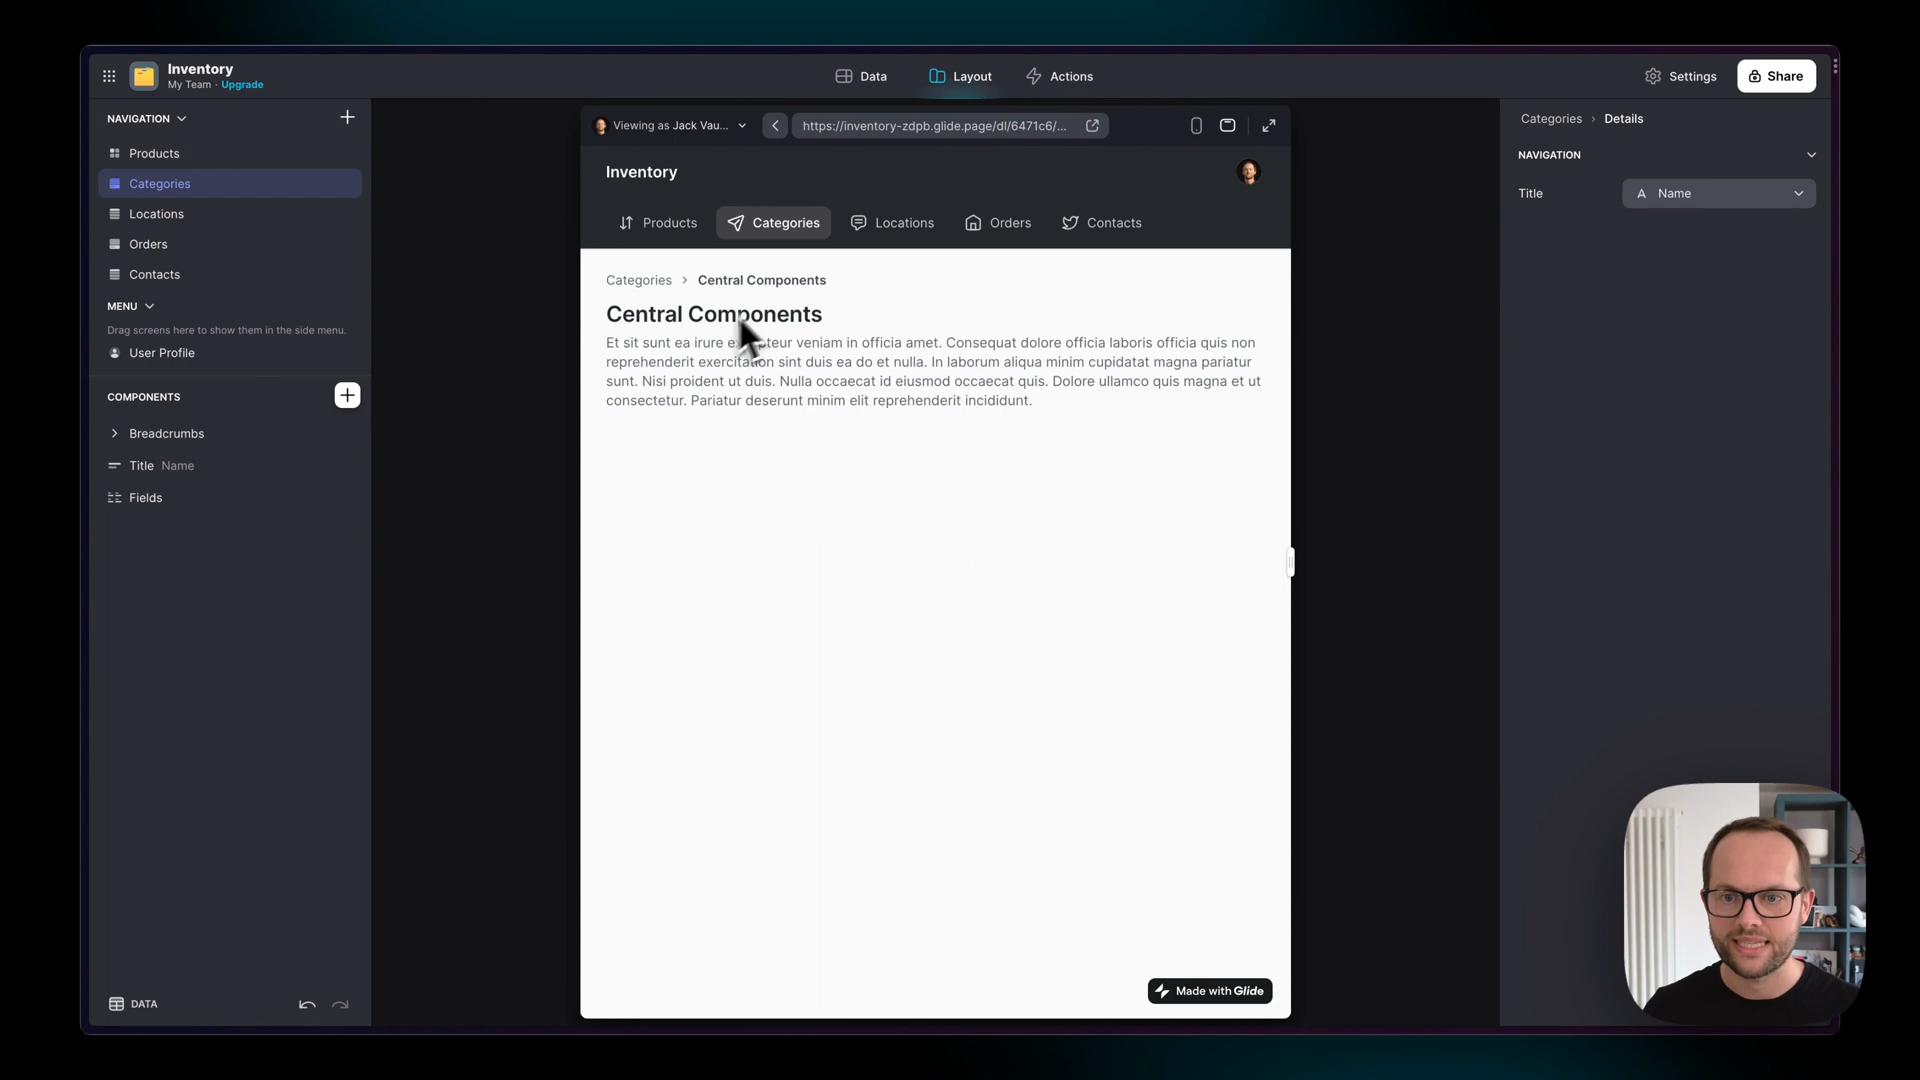 Inventory
My Team · Upgrade
Data
Layout
Actions
Settings
Share
NAVIGATION
Products
Categories
Locations
Orders
Contacts
MENU
Drag screens here to show them in the side menu.
User Profile
COMPONENTS
Breadcrumbs
Title Name
Fields
DATA
Viewing as Jack Vau...
https://inventory-zdpb.glide.page/dl/6471c6/...
Inventory
Products
Categories
Locations
Orders
Contacts
Categories > Central Components
Central Components
Et sit sunt ea irure veniam in officia amet. Consequat dolore officia laboris officia quis non
reprehenderit exercitation sint duis ea do et nulla. In laborum aliqua minim cupidatat magna pariatur
sunt. Nisi proident ut duis. Nulla occaecat id eiusmod occaecat quis. Dolore ullamco quis magna et ut
consectetur. Pariatur deserunt minim elit reprehenderit incididunt.
Made with Glide
Categories > Details
NAVIGATION
Title
A Name